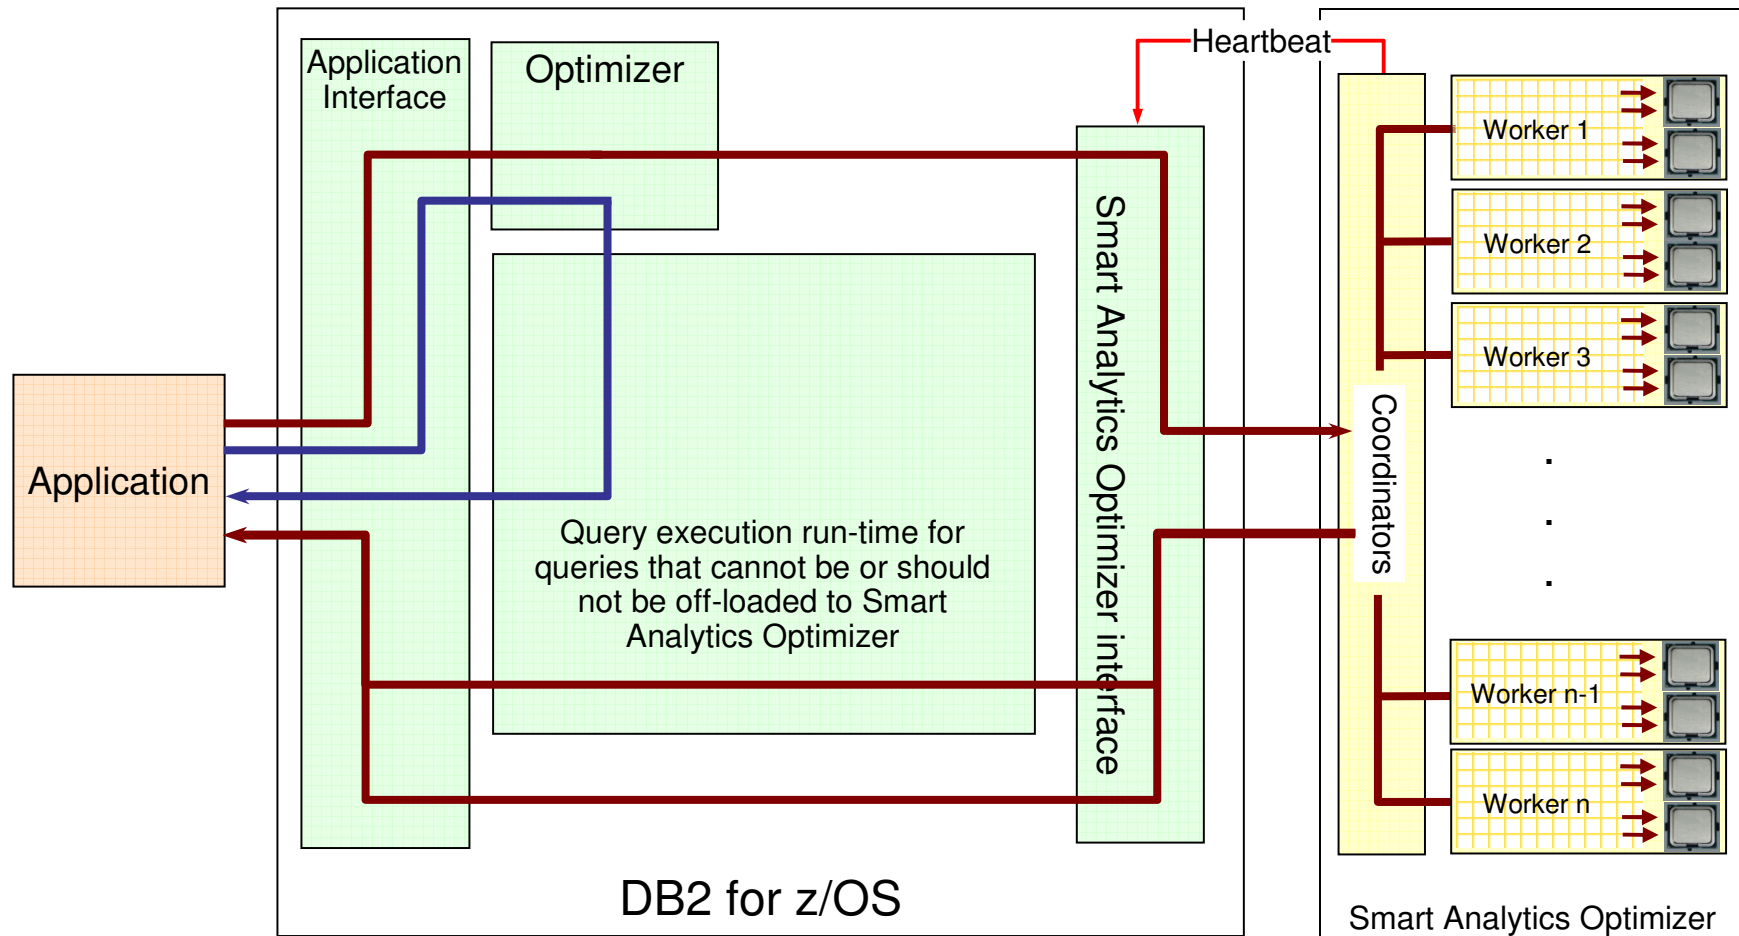 Application
Interface
Optimizer
Heartbeat
Worker 1
Worker 2
Worker 3
Smart Analytics Optimizer interface
Coordinators
.
.
.
Application
Query execution run-time for
queries that cannot be or should
not be off-loaded to Smart
Analytics Optimizer
Worker n-1
Worker n
DB2 for z/OS
Smart Analytics Optimizer